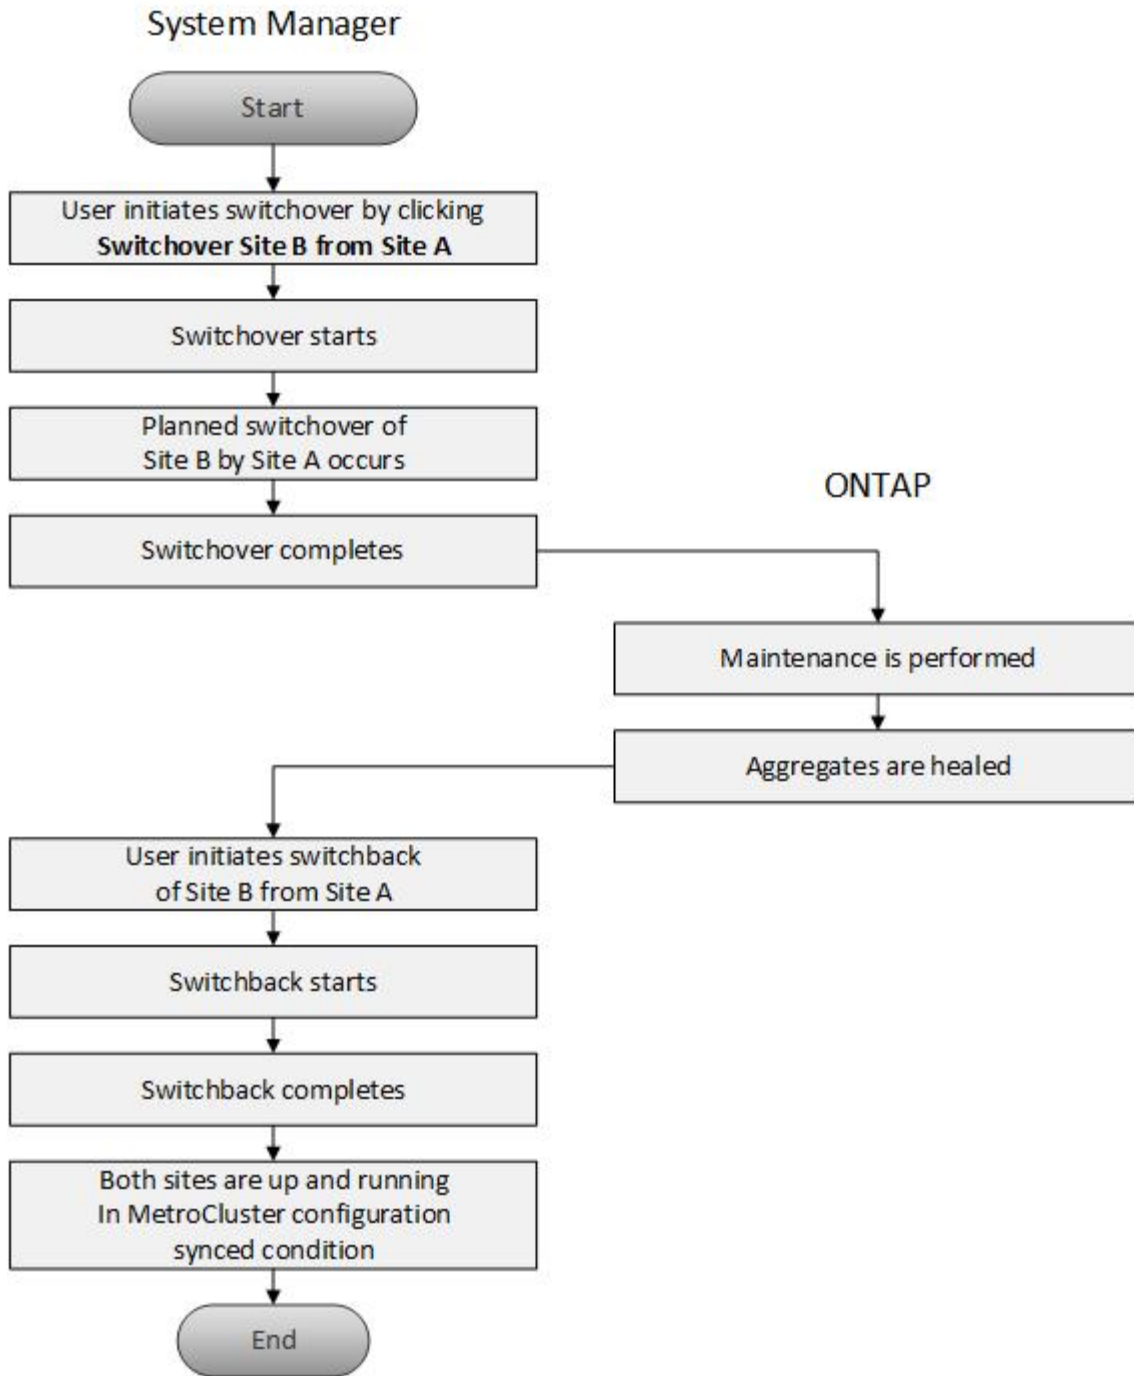 System Manager
Start
User initiates switchover by clicking
Switchover Site B from Site A
Switchover starts
Planned switchover of
Site B by Site A occurs
ONTAP
Switchover completes
Maintenance is performed
Aggregates are healed
User initiates switchback
of Site B from Site A
Switchback starts
Switchback completes
Both sites are up and running
In MetroCluster configuration
synced condition
End